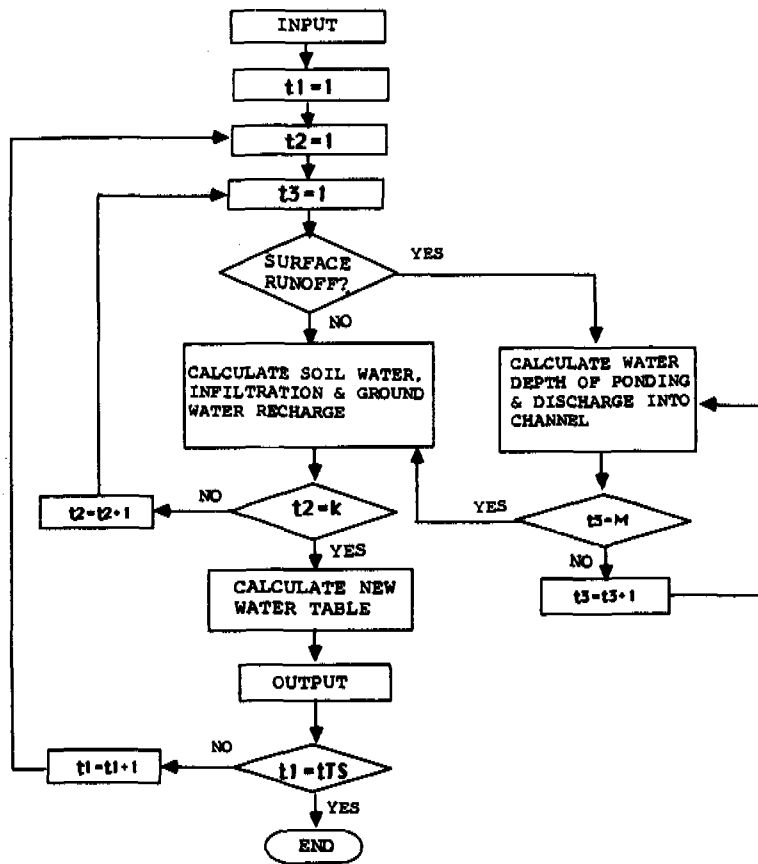 INPUT
t1=1
t2=1
t3=1
SURFACE
RUNOFF?
YES
NO
CALCULATE SOIL WATER,
INFILTRATION & GROUND
WATER RECHARGE
CALCULATE WATER
DEPTH OF PONDING
& DISCHARGE INTO
CHANNEL
t2=k
NO
t2=t2+1
YES
t3=M
YES
NO
t3=t3+1
CALCULATE NEW
WATER TABLE
OUTPUT
t1=tTS
NO
t1=t1+1
YES
END